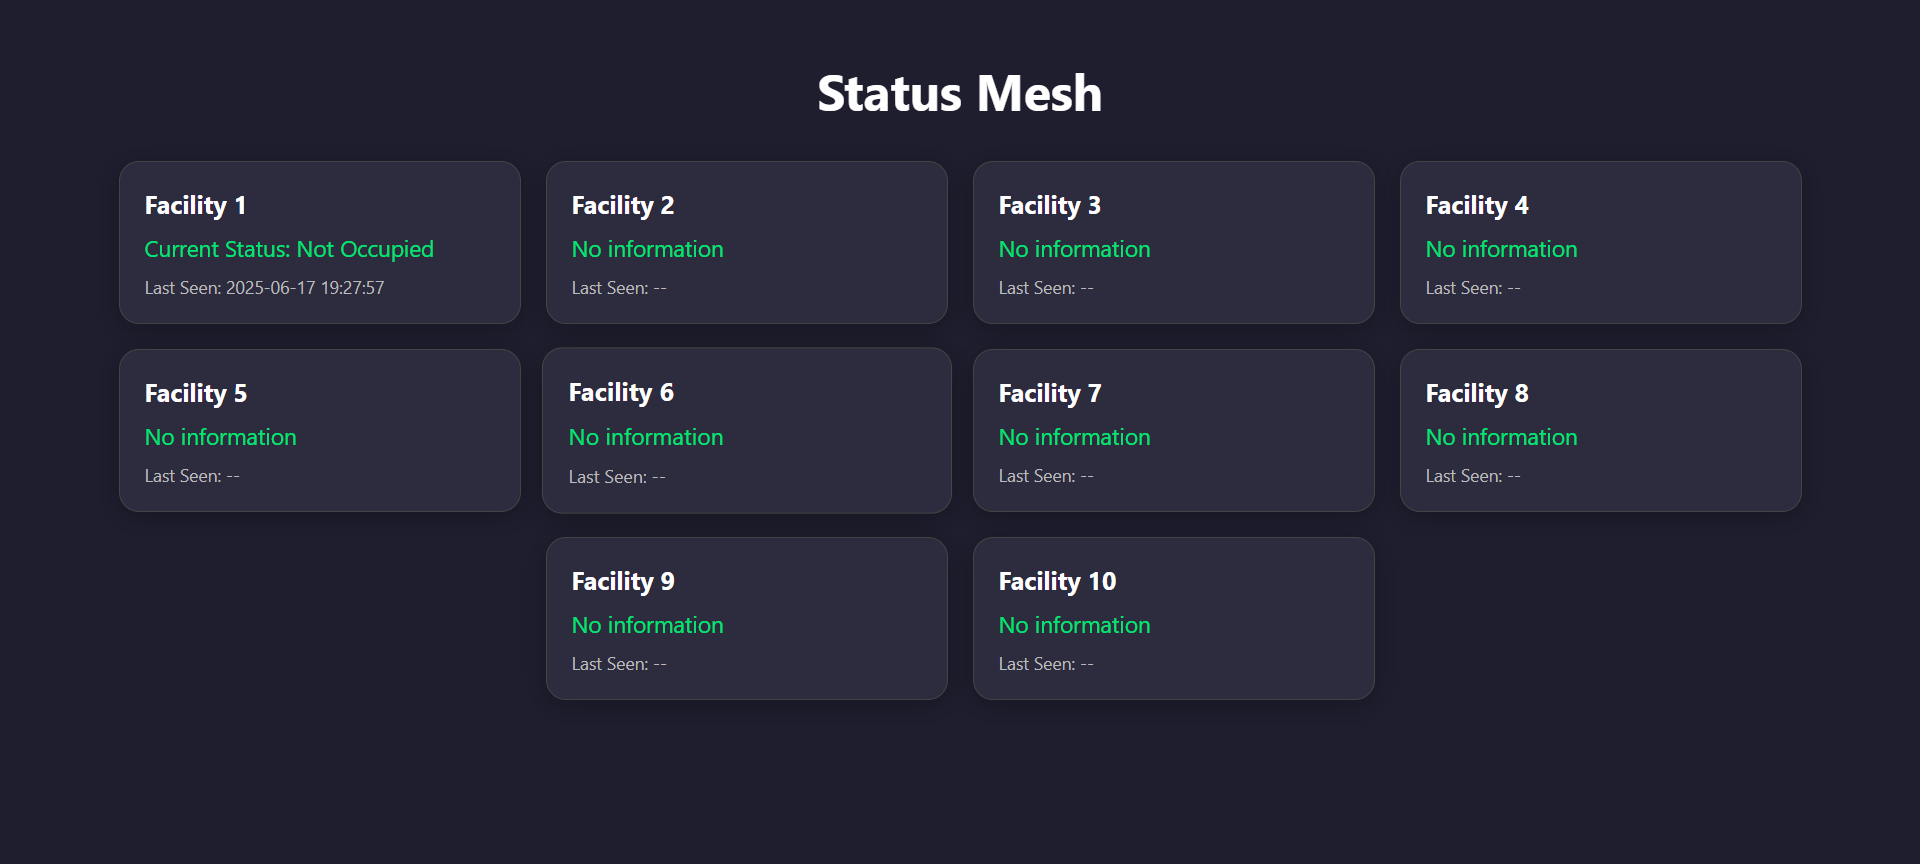 Status Mesh
Facility 1
Current Status: Not Occupied
Last Seen: 2025-06-17 19:27:57
Facility 2
No information
Last Seen: --
Facility 3
No information
Last Seen: --
Facility 4
No information
Last Seen: --
Facility 5
No information
Last Seen: --
Facility 6
No information
Last Seen: --
Facility 7
No information
Last Seen: --
Facility 8
No information
Last Seen: --
Facility 9
No information
Last Seen: --
Facility 10
No information
Last Seen: --